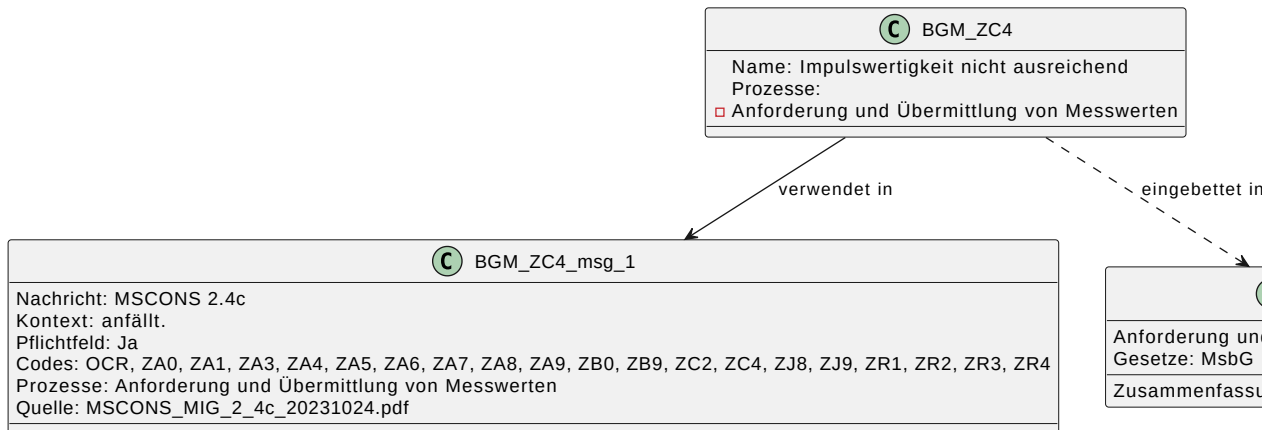 C BGM_ZC4
Name: Impulswertigkeit nicht ausreichend
Prozesse:
Anforderung und Übermittlung von Messwerten
verwendet in
eingebettet in
C BGM_ZC4_msg_1
Nachricht: MSCONS 2.4c
Kontext: anfällt.
Pflichtfeld: Ja
Codes: OCR, ZA0, ZA1, ZA3, ZA4, ZA5, ZA6, ZA7, ZA8, ZA9, ZB0, ZB9, ZC2, ZC4, ZJ8, ZJ9, ZR1, ZR2, ZR3, ZR4
Prozesse: Anforderung und Übermittlung von Messwerten
Quelle: MSCONS_MIG_2_4c_20231024.pdf
Anforderung und
Gesetze: MsbG
Zusammenfassu